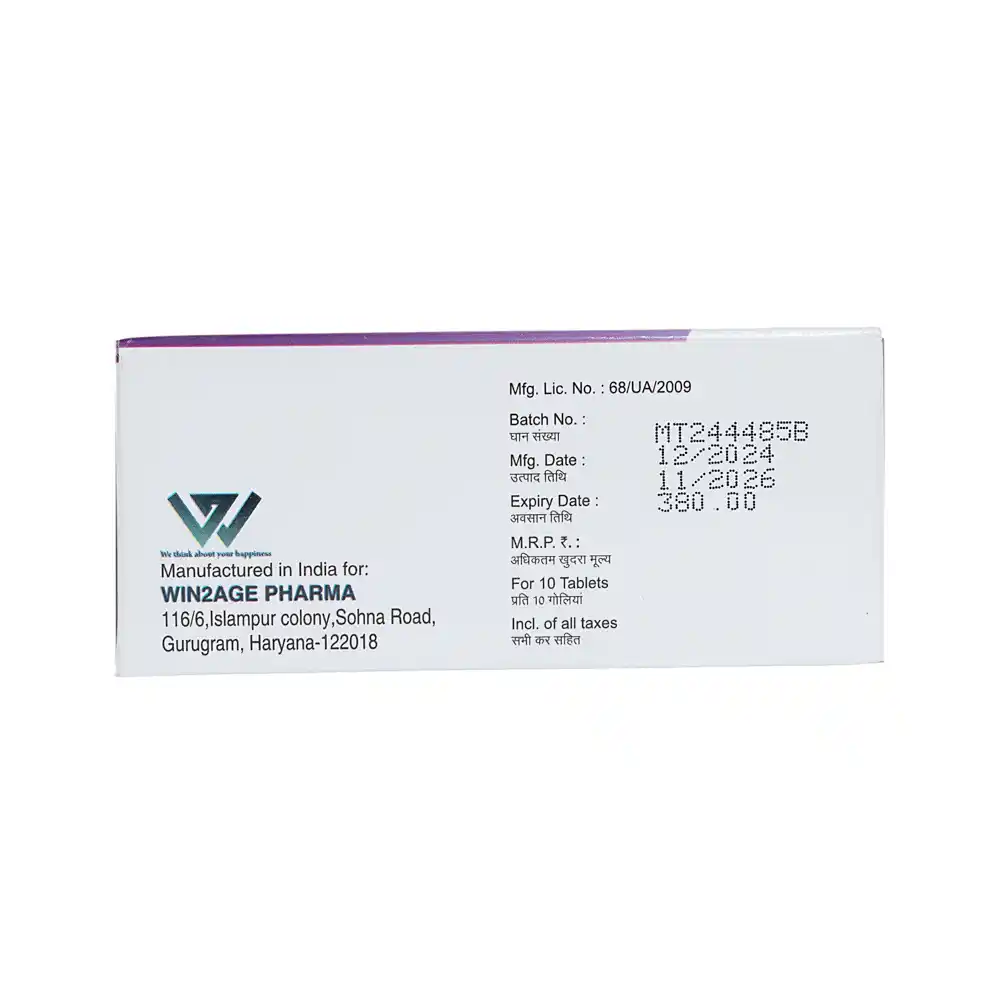 We think about your happiness
Manufactured in India for:
WIN2AGE PHARMA
116/6,Islampur colony,Sohna Road,
Gurugram, Haryana-122018
Mfg. Lic. No. : 68/UA/2009
Batch No. :
घान संख्या
Mfg. Date :
उत्पाद तिथि
Expiry Date :
अवसान तिथि
M.R.P. ₹. :
अधिकतम खुदरा मूल्य
For 10 Tablets
प्रति 10 गोलियां
Incl. of all taxes
सभी कर सहित
MT244485B
12/2024
11/2026
380.00